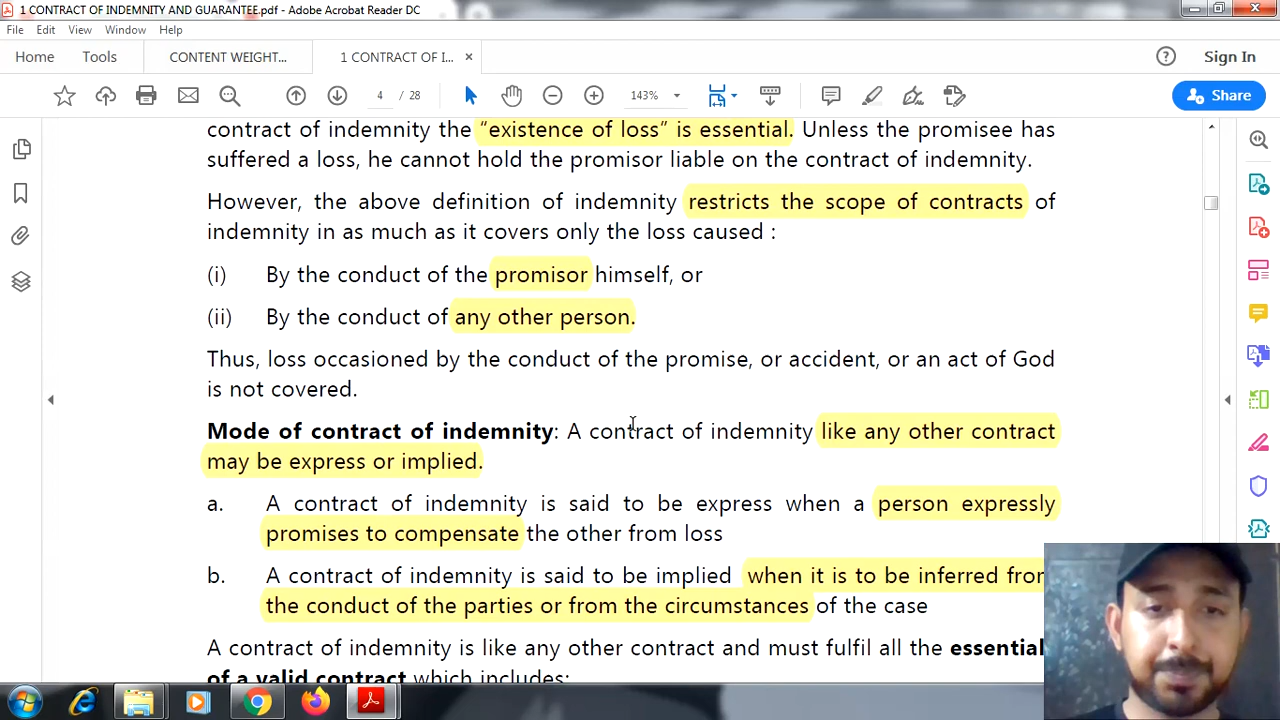 1 CONTRACT OF INDEMNITY AND GUARANTEE.pdf - Adobe Acrobat Reader DC
File Edit View Window Help
Home Tools CONTENT WEIGHT... 1 CONTRACT OF I... × Sign In
4 / 28 143% Share
contract of indemnity the “existence of loss” is essential. Unless the promisee has
suffered a loss, he cannot hold the promisor liable on the contract of indemnity.
However, the above definition of indemnity restricts the scope of contracts of
indemnity in as much as it covers only the loss caused :
(i) By the conduct of the promisor himself, or
(ii) By the conduct of any other person.
Thus, loss occasioned by the conduct of the promise, or accident, or an act of God
is not covered.
Mode of contract of indemnity: A contract of indemnity like any other contract
may be express or implied.
a. A contract of indemnity is said to be express when a person expressly
promises to compensate the other from loss
b. A contract of indemnity is said to be implied when it is to be inferred from
the conduct of the parties or from the circumstances of the case
A contract of indemnity is like any other contract and must fulfil all the essential
of a valid contract which includes: